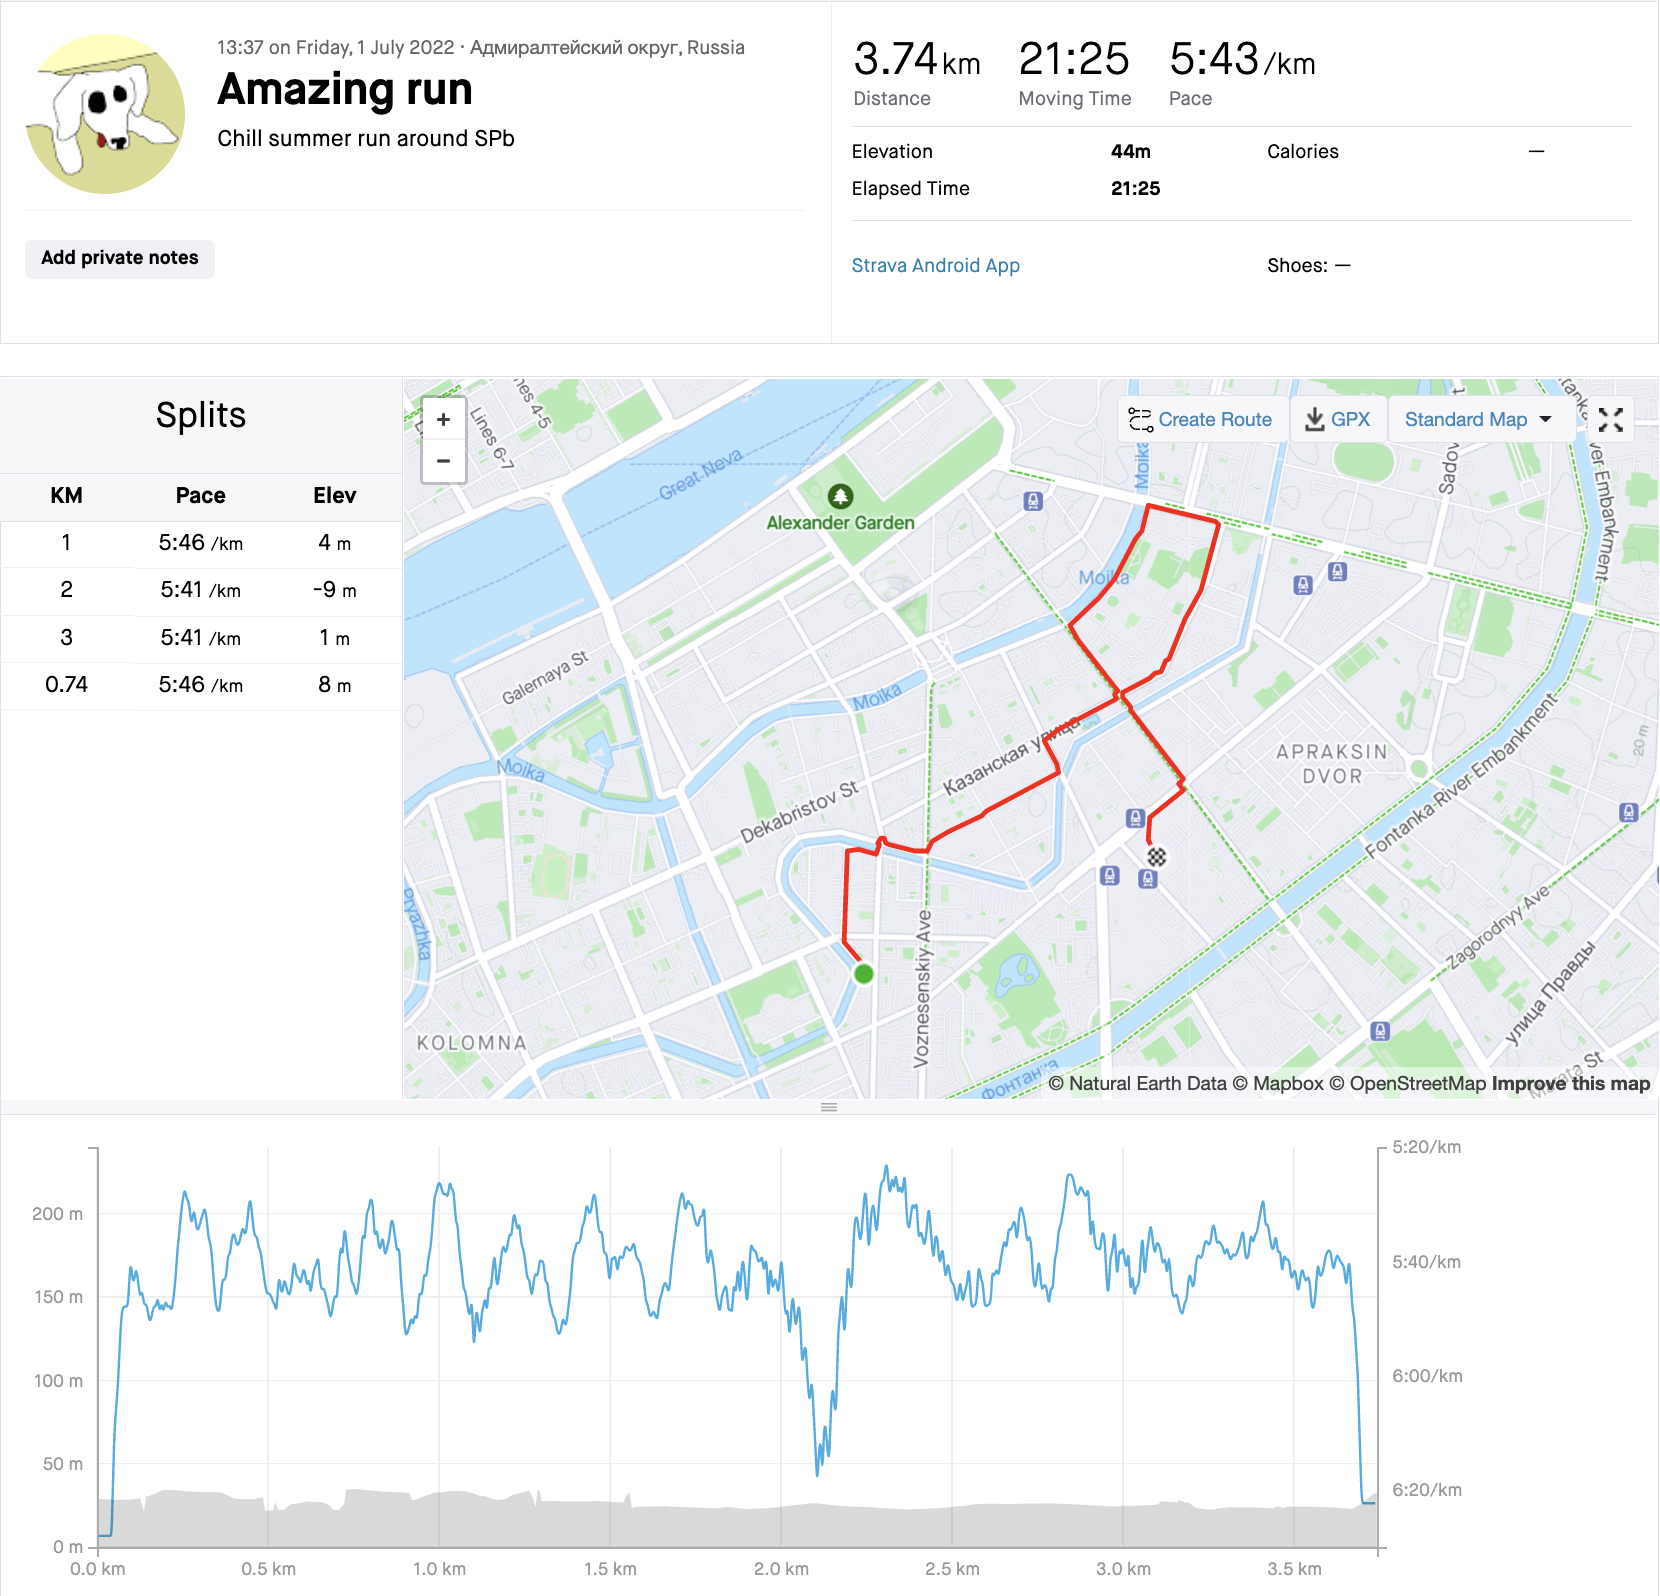 13:37 on Friday, 1 July 2022 · Адмиралтейский округ, Russia
Amazing run
Chill summer run around SPb
Add private notes
3.74 km
21:25
5:43 /km
Distance
Moving Time
Pace
Elevation
44m
Calories
—
Elapsed Time
21:25
Strava Android App
Shoes: —
Splits
KM Pace Elev
1 5:46 /km 4 m
2 5:41 /km -9 m
3 5:41 /km 1 m
0.74 5:46 /km 8 m
+
−
Create Route
GPX
Standard Map
Lines 6-7
nes 4-5
Great Neva
Alexander Garden
Moika
Sadov
ver Embankment
Moika
Galernaya St
Moika
Moika
Казанская улица
Dekabristov St
APRAKSIN
DVOR
Fontanka River Embankment
20 m
Pryazhka
Voznesenskiy Ave
Zagorodnyy Ave
улица Правды
KOLOMNA
Фонтанка
ata St
© Natural Earth Data © Mapbox © OpenStreetMap Improve this map
200 m
150 m
100 m
50 m
0 m
5:20/km
5:40/km
6:00/km
6:20/km
0.0 km
0.5 km
1.0 km
1.5 km
2.0 km
2.5 km
3.0 km
3.5 km